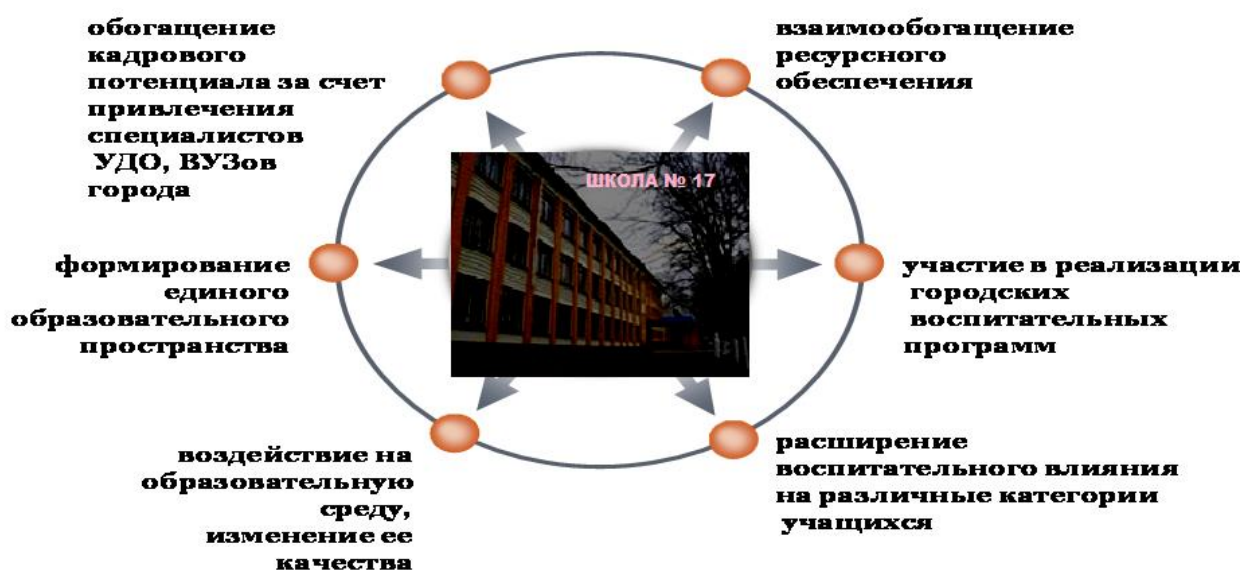 обогащение
кадрового
потенциала за счет
привлечения
специалистов
УДО, ВУЗов
города
взаимообогащение
ресурсного
обеспечения
ШКОЛА № 17
формирование
единого
образовательного
пространства
участие в реализации
городских
воспитательных
программ
воздействие на
образовательную
среду,
изменение ее
качества
расширение
воспитательного влияния
на различные категории
учащихся